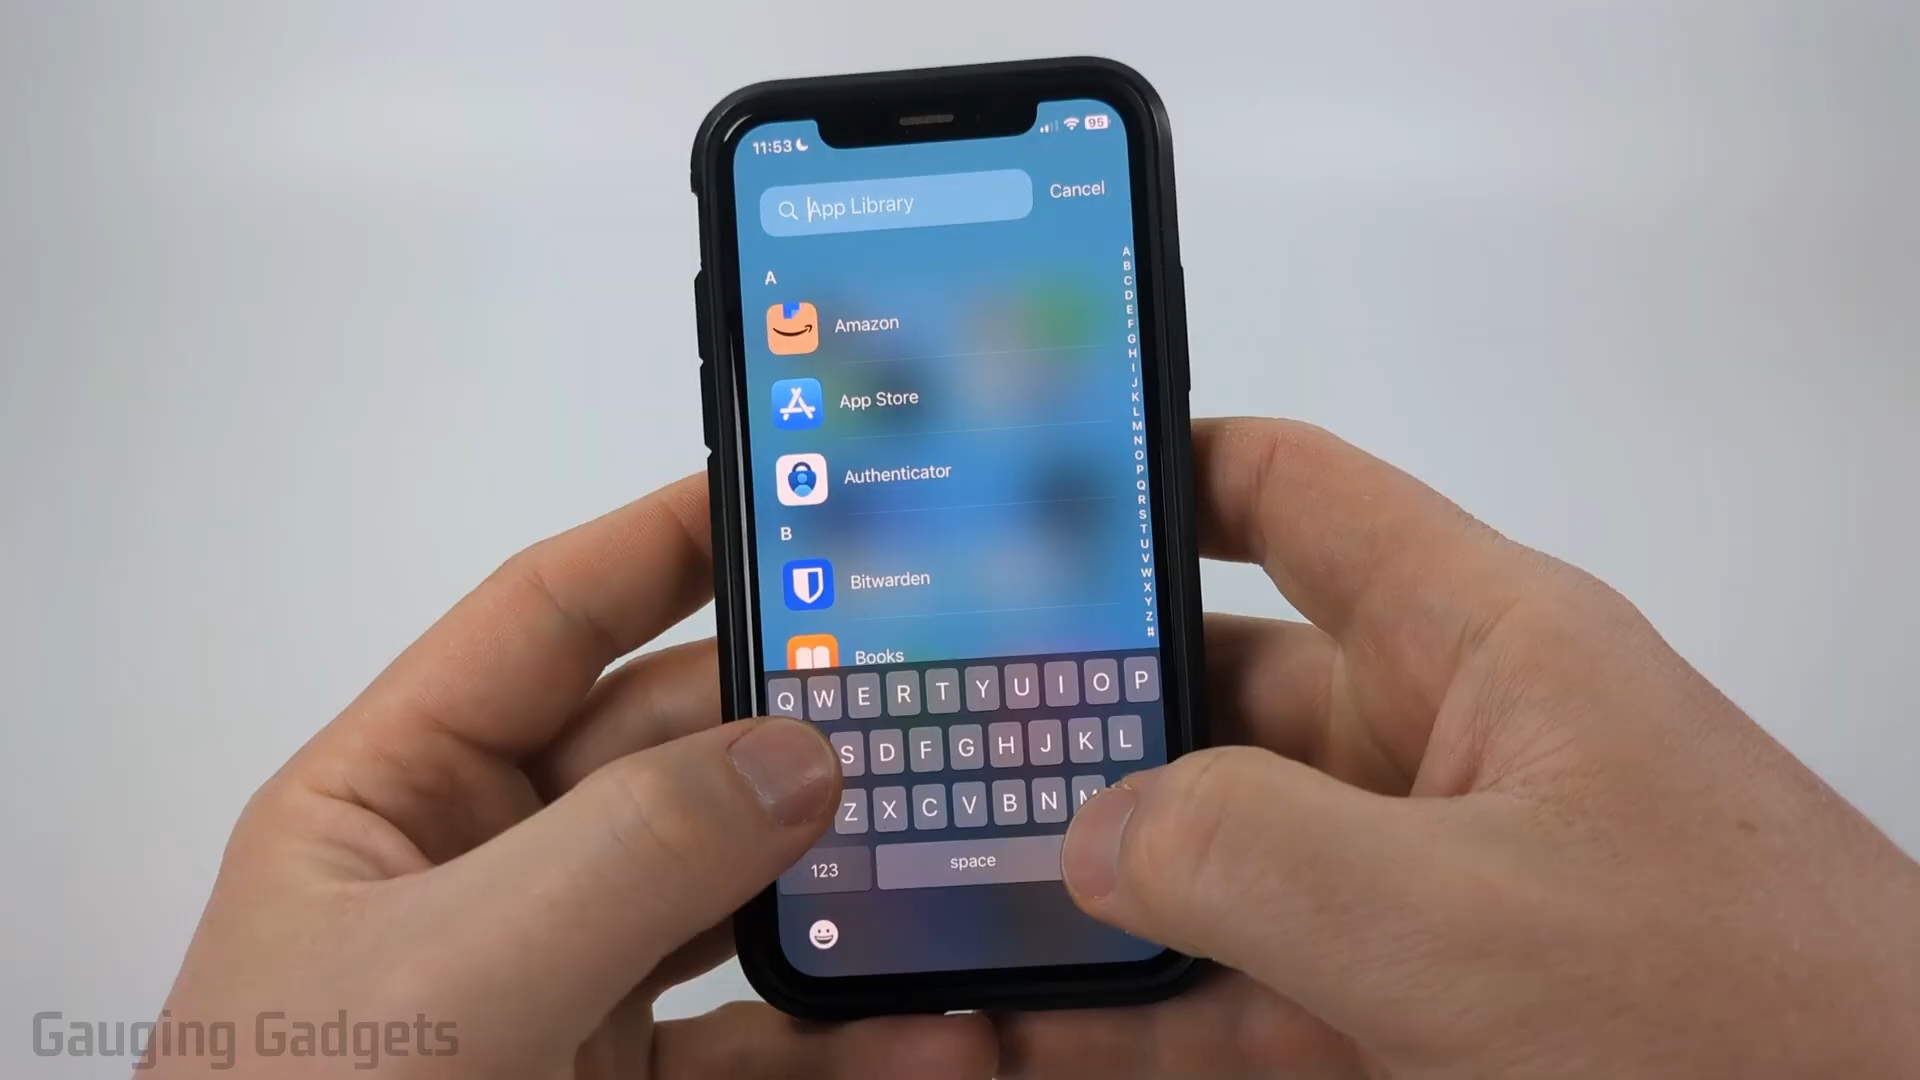 11:53
95
App Library
Cancel
A
Amazon
App Store
Authenticator
B
Bitwarden
Books
A
B
C
D
E
F
G
H
I
J
K
L
M
N
O
P
Q
R
S
T
U
V
W
X
Y
Z
#
Q W E R T Y U I O P
S D F G H J K L
Z X C V B N M
123
space
Gauging Gadgets